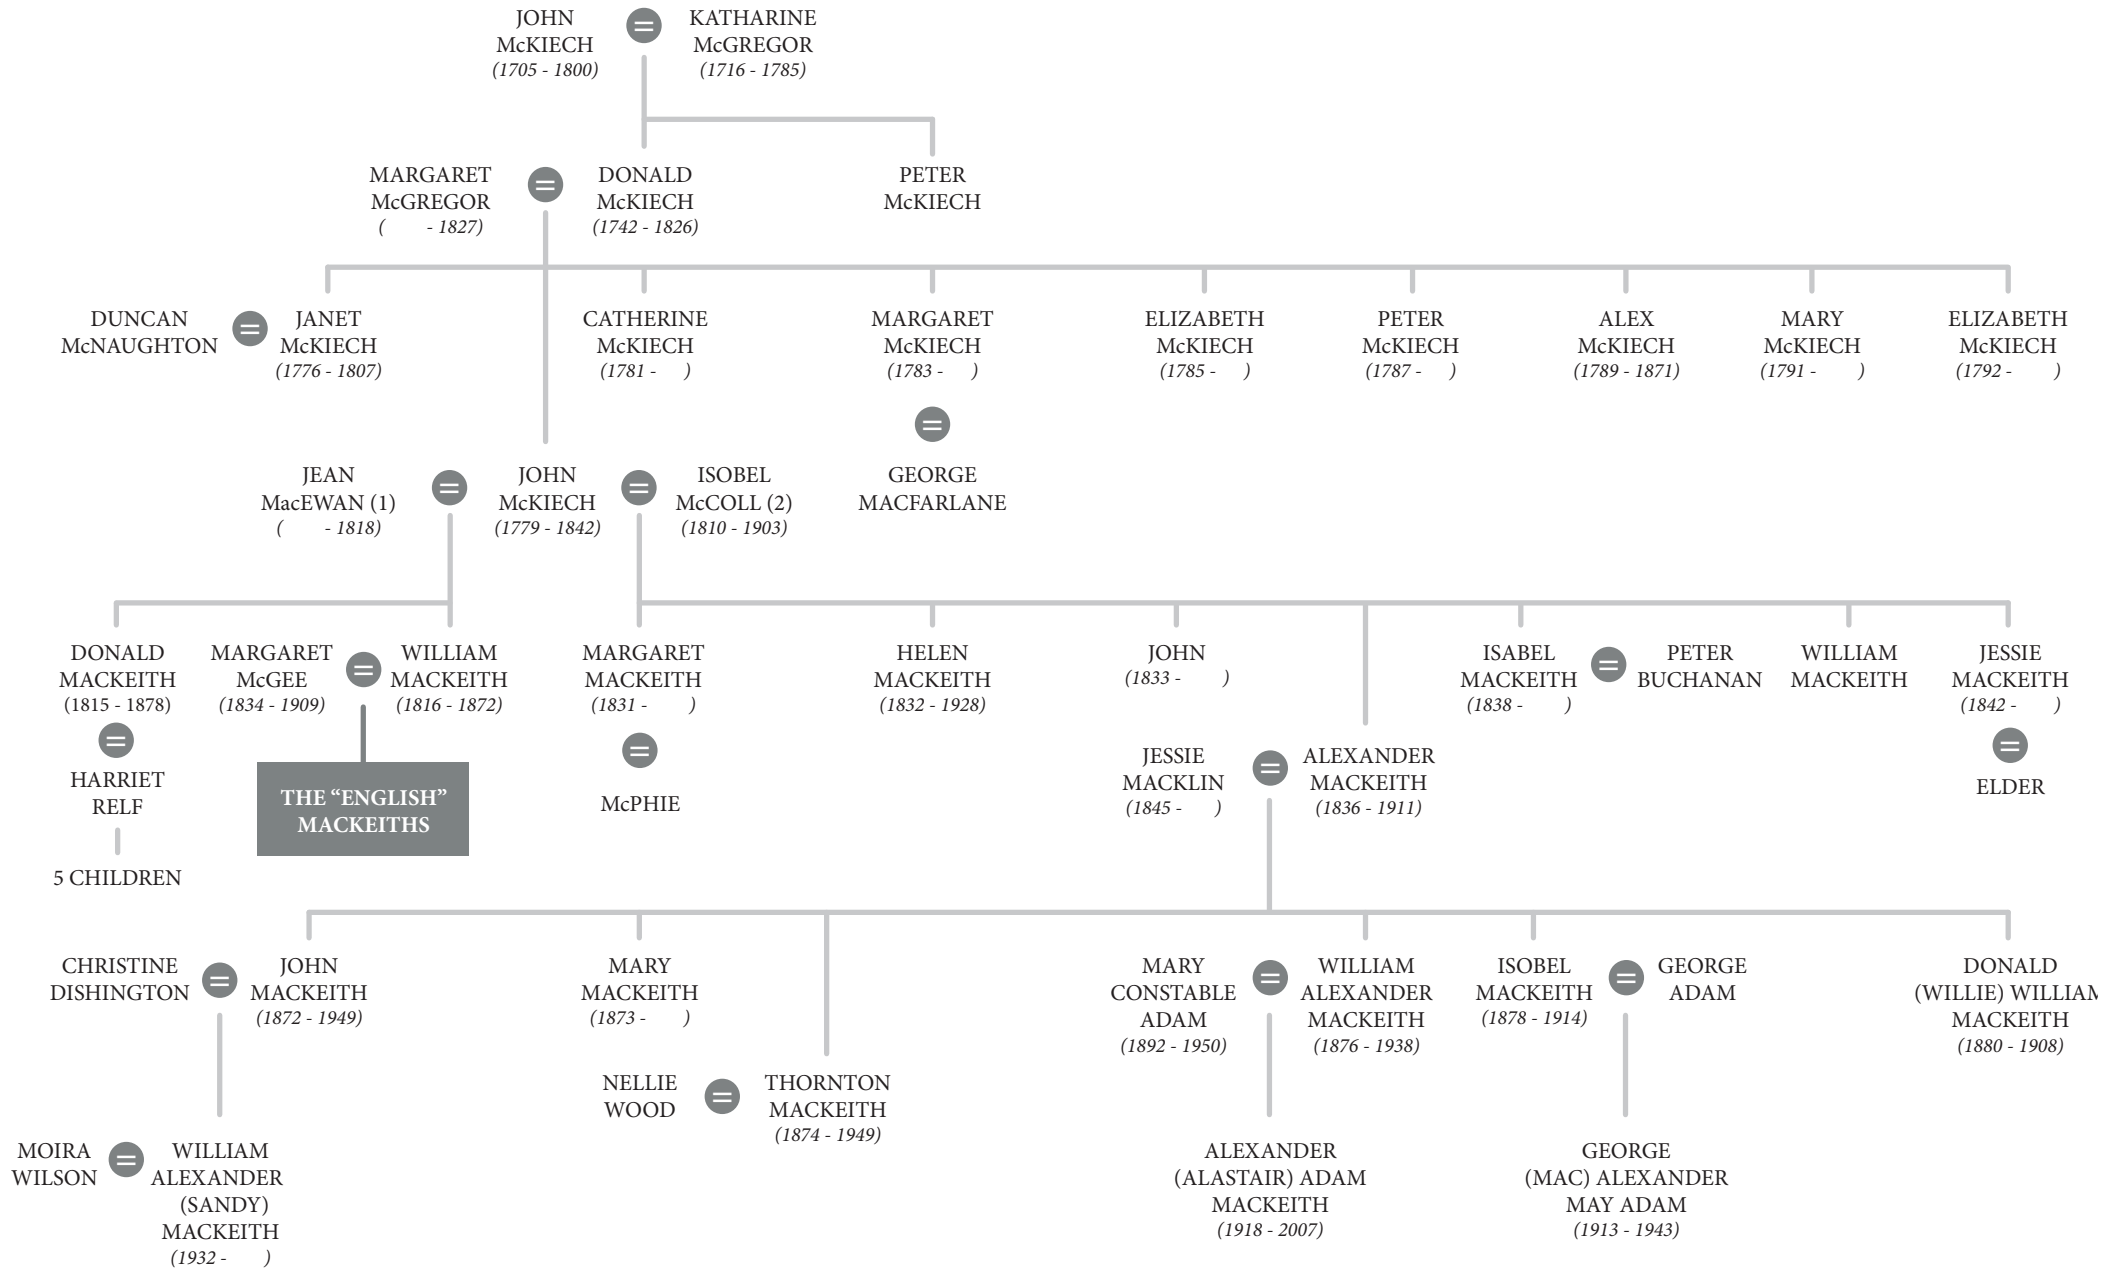 JOHN
McKIECH
(1705 - 1800)
=
KATHARINE
McGREGOR
(1716 - 1785)
MARGARET
McGREGOR
(        - 1827)
=
DONALD
McKIECH
(1742 - 1826)
PETER
McKIECH
DUNCAN
McNAUGHTON
=
JANET
McKIECH
(1776 - 1807)
CATHERINE
McKIECH
(1781 -      )
MARGARET
McKIECH
(1783 -      )
ELIZABETH
McKIECH
(1785 -      )
PETER
McKIECH
(1787 -      )
ALEX
McKIECH
(1789 - 1871)
MARY
McKIECH
(1791 -        )
ELIZABETH
McKIECH
(1792 -        )
=
GEORGE
MACFARLANE
JEAN
MacEWAN (1)
(        - 1818)
=
JOHN
McKIECH
(1779 - 1842)
=
ISOBEL
McCOLL (2)
(1810 - 1903)
DONALD
MACKEITH
(1815 - 1878)
=
HARRIET
RELF
5 CHILDREN
MARGARET
McGEE
(1834 - 1909)
=
WILLIAM
MACKEITH
(1816 - 1872)
THE “ENGLISH”
MACKEITHS
MARGARET
MACKEITH
(1831 -        )
=
McPHIE
HELEN
MACKEITH
(1832 - 1928)
JOHN
(1833 -        )
JESSIE
MACKLIN
(1845 -      )
=
ALEXANDER
MACKEITH
(1836 - 1911)
ISABEL
MACKEITH
(1838 -        )
=
PETER
BUCHANAN
WILLIAM
MACKEITH
JESSIE
MACKEITH
(1842 -       )
=
ELDER
CHRISTINE
DISHINGTON
=
JOHN
MACKEITH
(1872 - 1949)
MARY
MACKEITH
(1873 -       )
NELLIE
WOOD
=
THORNTON
MACKEITH
(1874 - 1949)
MARY
CONSTABLE
ADAM
(1892 - 1950)
=
WILLIAM
ALEXANDER
MACKEITH
(1876 - 1938)
ISOBEL
MACKEITH
(1878 - 1914)
=
GEORGE
ADAM
DONALD
(WILLIE) WILLIAM
MACKEITH
(1880 - 1908)
MOIRA
WILSON
=
WILLIAM
ALEXANDER
(SANDY)
MACKEITH
(1932 -       )
ALEXANDER
(ALASTAIR) ADAM
MACKEITH
(1918 - 2007)
GEORGE
(MAC) ALEXANDER
MAY ADAM
(1913 - 1943)